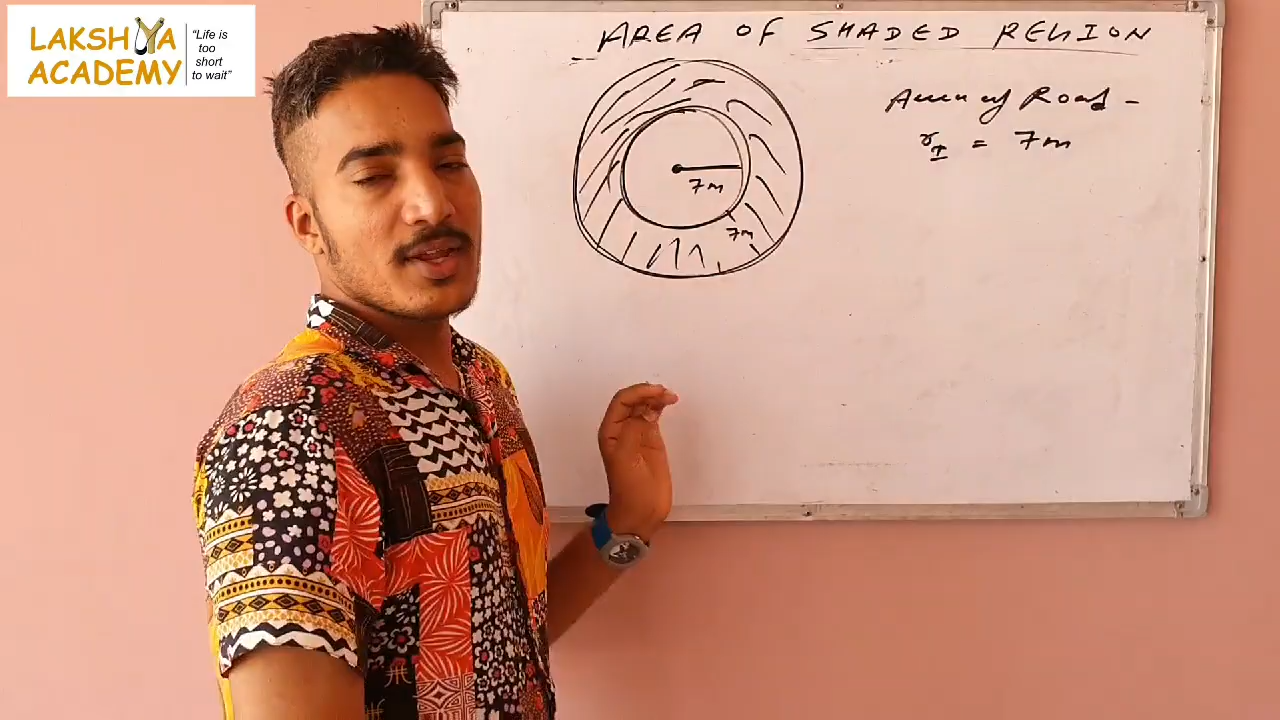 LAKSHYA
ACADEMY
“Life is
too
short
to wait”
AREA OF SHADED REGION
Area of Road -
r_I = 7m
7m
7m